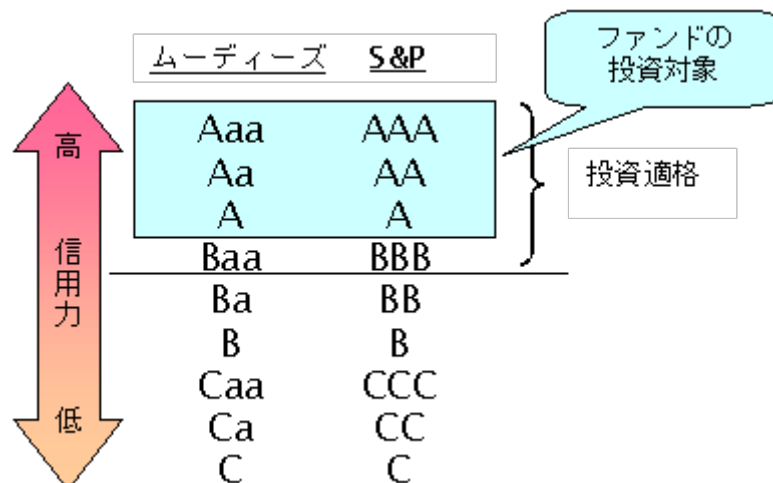 ムーディーズ S&P
ファンドの
投資対象
高
信用力
低
Aaa AAA
Aa AA
A A
Baa BBB
投資適格
Ba BB
B B
Caa CCC
Ca CC
C C